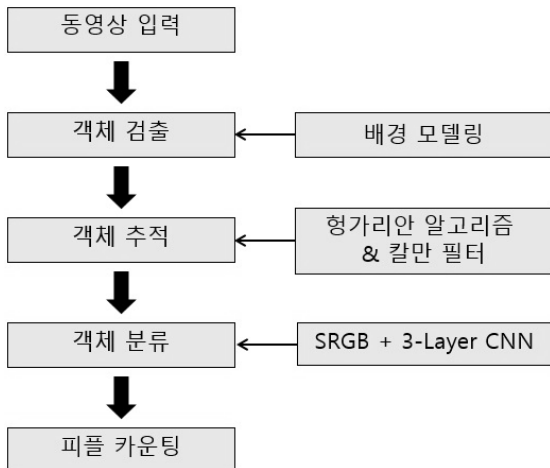 동영상 입력
객체 검출
배경 모델링
객체 추적
헝가리안 알고리즘
& 칼만 필터
객체 분류
SRGB + 3-Layer CNN
피플 카운팅